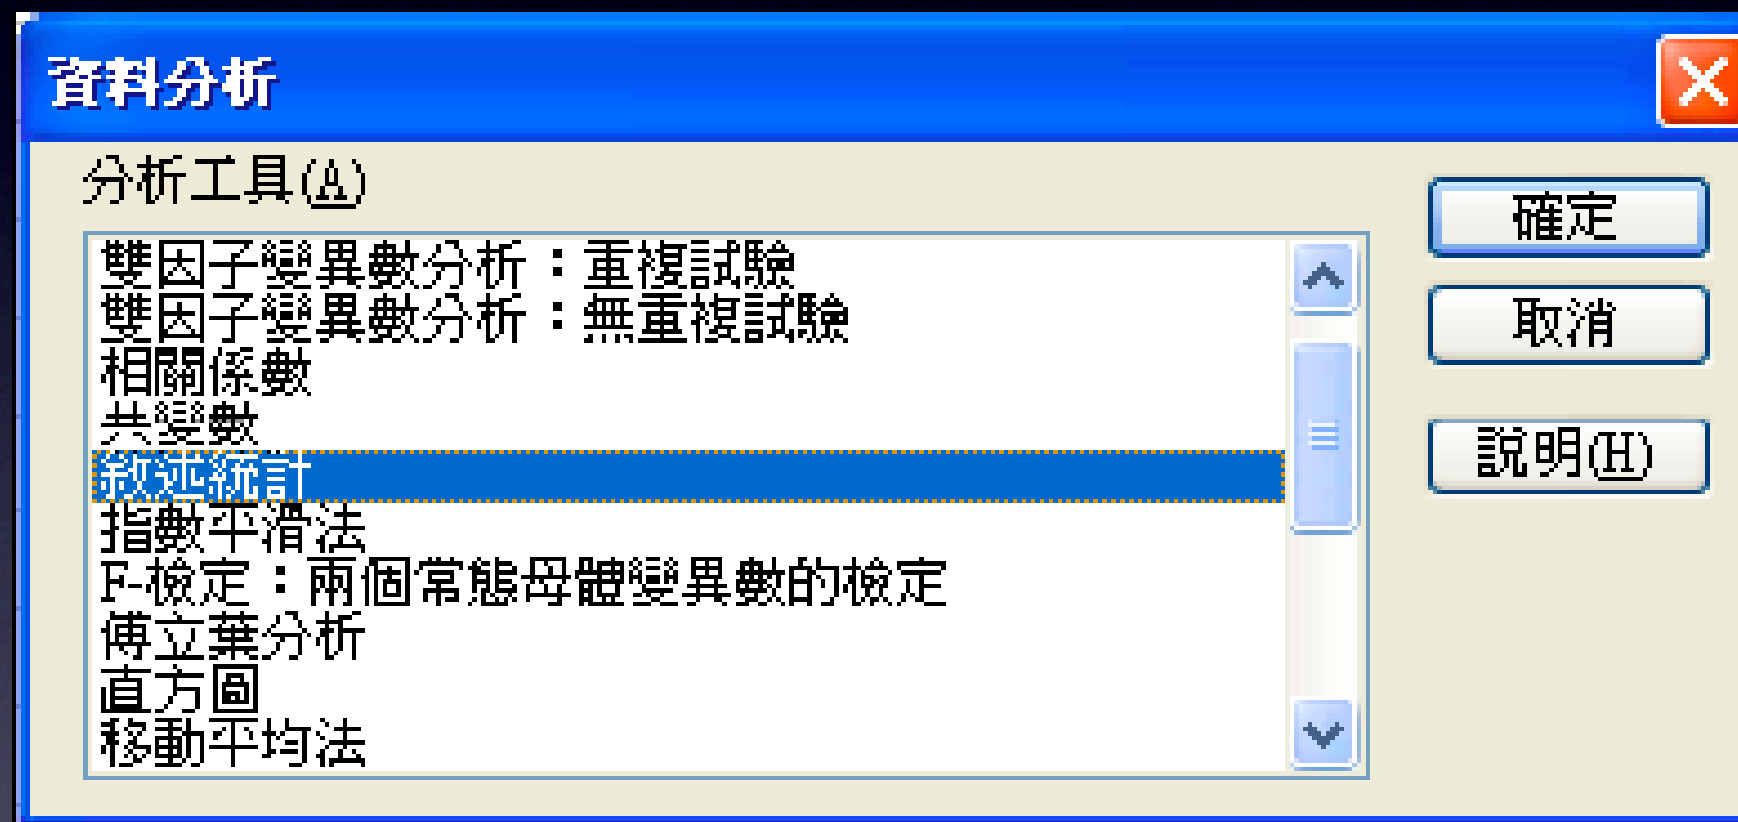 資料分析
分析工具(A)
雙因子變異數分析：重複試驗
雙因子變異數分析：無重複試驗
相關係數
共變數
敘述統計
指數平滑法
F-檢定：兩個常態母體變異數的檢定
傅立葉分析
直方圖
移動平均法
確定
取消
說明(H)